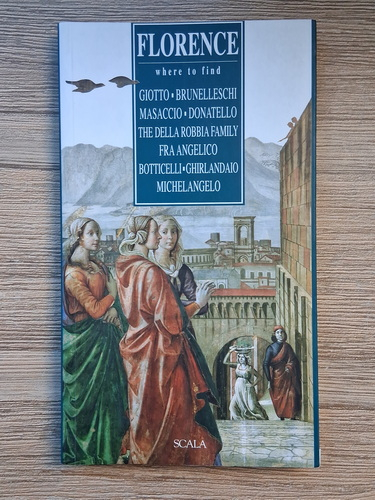 FLORENCE
where to find
GIOTTO • BRUNELLESCHI
MASACCIO • DONATELLO
THE DELLA ROBBIA FAMILY
FRA ANGELICO
BOTTICELLI • GHIRLANDAIO
MICHELANGELO
SCALA